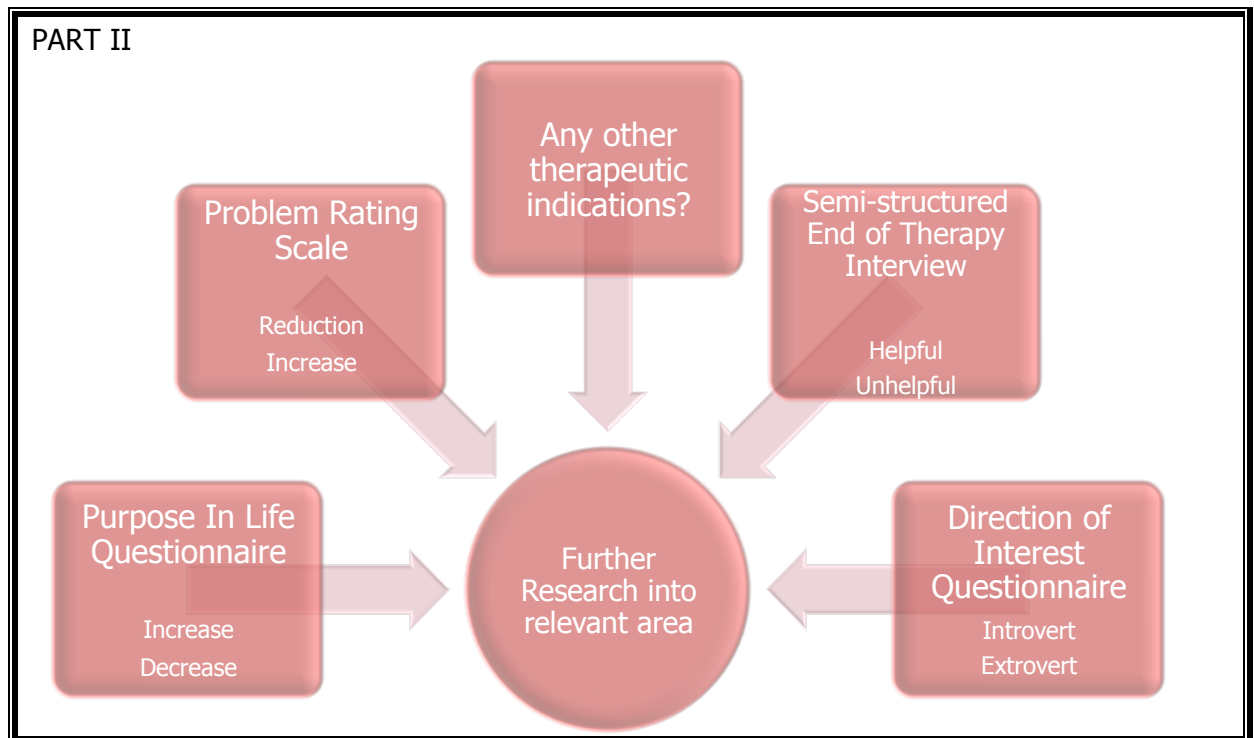 PART II
Any other
therapeutic
indications?
Problem Rating
Scale
Reduction
Increase
Semi-structured
End of Therapy
Interview
Helpful
Unhelpful
Purpose In Life
Questionnaire
Increase
Decrease
Further
Research into
relevant area
Direction of
Interest
Questionnaire
Introvert
Extrovert